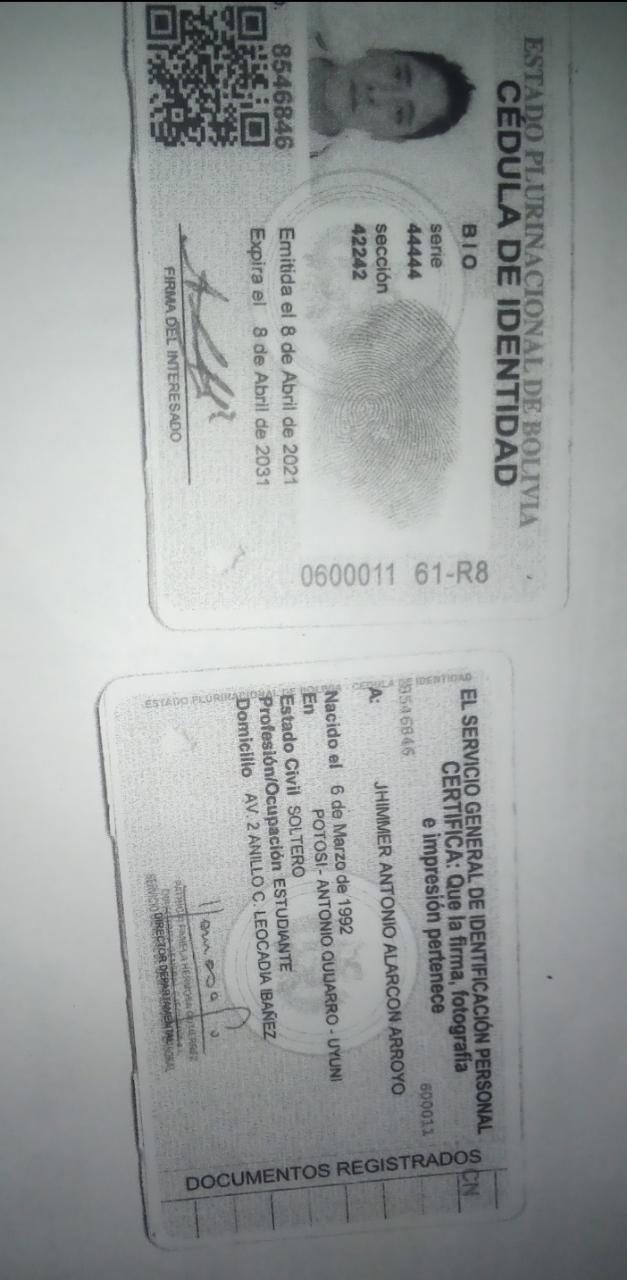 ESTADO PLURINACIONAL DE BOLIVIA
CÉDULA DE IDENTIDAD
BIO
serie
44444
sección
42242
0600011 61-R8
8546846
Emitida el 8 de Abril de 2021
Expira el 8 de Abril de 2031
FIRMA DEL INTERESADO
ESTADO PLURINACIONAL DE BOLIVIA CEDULA DE IDENTIDAD
EL SERVICIO GENERAL DE IDENTIFICACIÓN PERSONAL
CERTIFICA: Que la firma, fotografía
e impresión pertenece
8546846
600011
CN
A: JHIMMER ANTONIO ALARCON ARROYO
Nacido el 6 de Marzo de 1992
En POTOSI - ANTONIO QUIJARRO - UYUNI
Estado Civil SOLTERO
Profesión/Ocupación ESTUDIANTE
Domicilio AV. 2 ANILLO C. LEOCADIA IBAÑEZ
DIRECTOR DEPARTAMENTAL
DOCUMENTOS REGISTRADOS